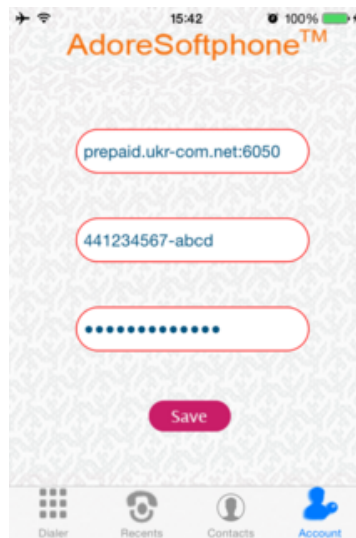 15:42
100%
AdoreSoftphone™
prepaid.ukr-com.net:6050
441234567-abcd
•••••••••••••
Save
Dialer
Recents
Contacts
Account